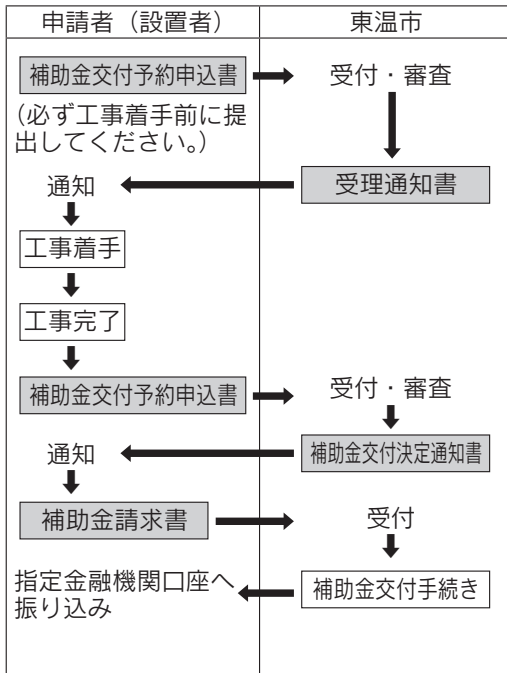 申請者（設置者）
東温市
補助金交付予約申込書
受付・審査
（必ず工事着手前に提
出してください。）
通知
受理通知書
工事着手
工事完了
補助金交付予約申込書
受付・審査
通知
補助金交付決定通知書
補助金請求書
受付
指定金融機関口座へ
振り込み
補助金交付手続き